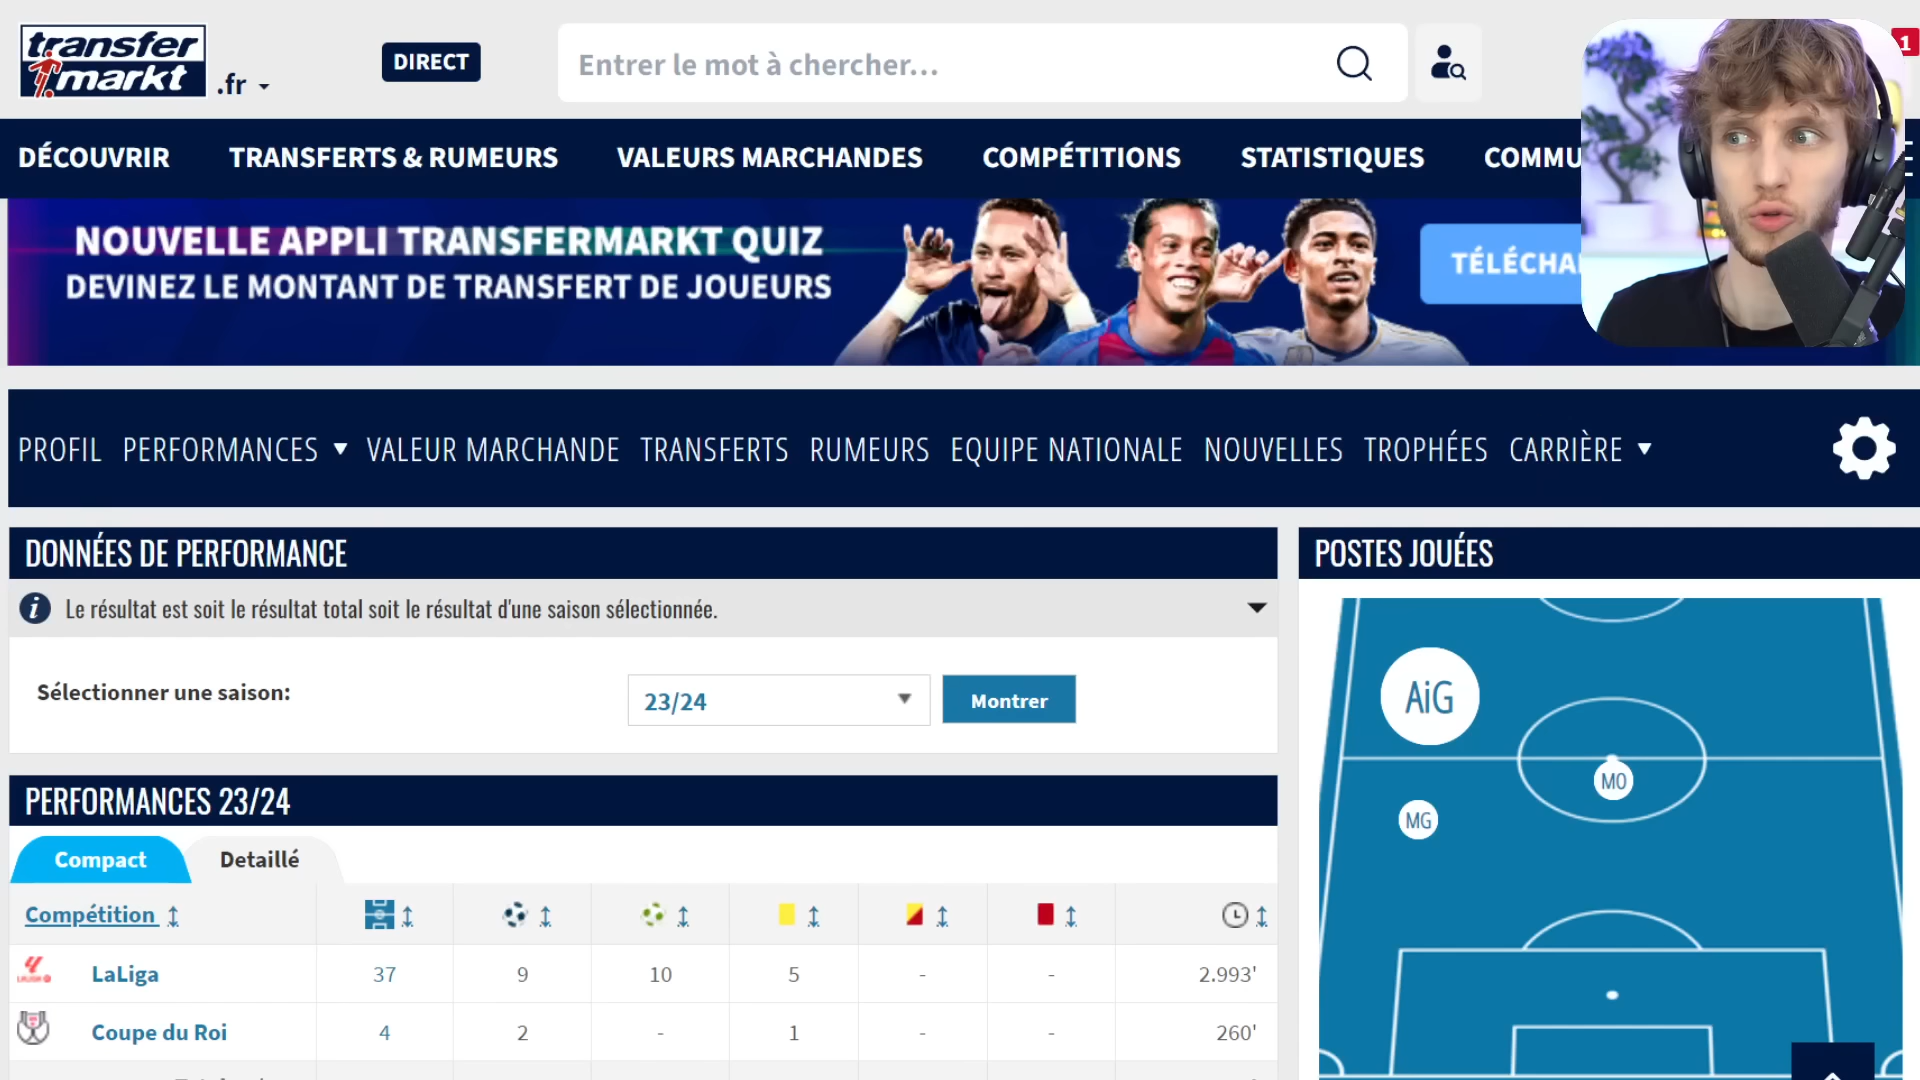 transfer
markt
.fr
DIRECT
Entrer le mot à chercher...
1
DÉCOUVRIR TRANSFERTS & RUMEURS VALEURS MARCHANDES COMPÉTITIONS STATISTIQUES COMMU
NOUVELLE APPLI TRANSFERMARKT QUIZ
DEVINEZ LE MONTANT DE TRANSFERT DE JOUEURS
TÉLÉCHA
PROFIL PERFORMANCES VALEUR MARCHANDE TRANSFERTS RUMEURS EQUIPE NATIONALE NOUVELLES TROPHÉES CARRIÈRE
DONNÉES DE PERFORMANCE
i Le résultat est soit le résultat total soit le résultat d'une saison sélectionnée.
Sélectionner une saison:
23/24
Montrer
PERFORMANCES 23/24
Compact Detaillé
Compétition
LaLiga 37 9 10 5 - - 2.993'
Coupe du Roi 4 2 - 1 - - 260'
POSTES JOUÉES
AiG
MO
MG